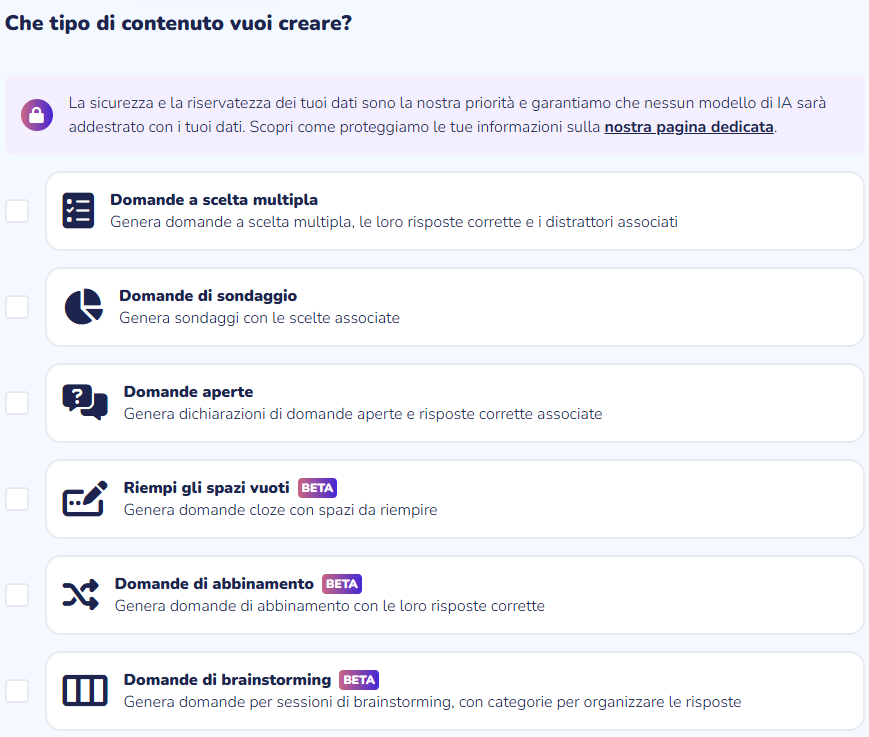 Che tipo di contenuto vuoi creare?
La sicurezza e la riservatezza dei tuoi dati sono la nostra priorità e garantiamo che nessun modello di IA sarà
addestrato con i tuoi dati. Scopri come proteggiamo le tue informazioni sulla nostra pagina dedicata.
Domande a scelta multipla
Genera domande a scelta multipla, le loro risposte corrette e i distrattori associati
Domande di sondaggio
Genera sondaggi con le scelte associate
Domande aperte
Genera dichiarazioni di domande aperte e risposte corrette associate
Riempi gli spazi vuoti BETA
Genera domande cloze con spazi da riempire
Domande di abbinamento BETA
Genera domande di abbinamento con le loro risposte corrette
Domande di brainstorming BETA
Genera domande per sessioni di brainstorming, con categorie per organizzare le risposte